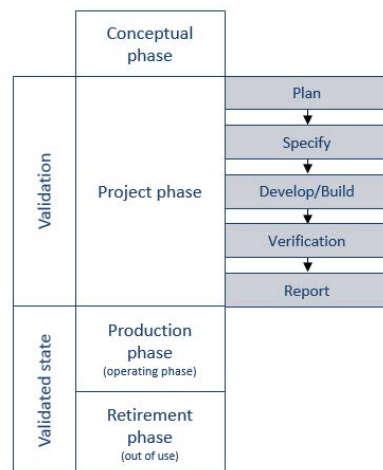 Conceptual
phase
Validation
Project phase
Plan
Specify
Develop/Build
Verification
Report
Validated state
Production
phase
(operating phase)
Retirement
phase
(out of use)